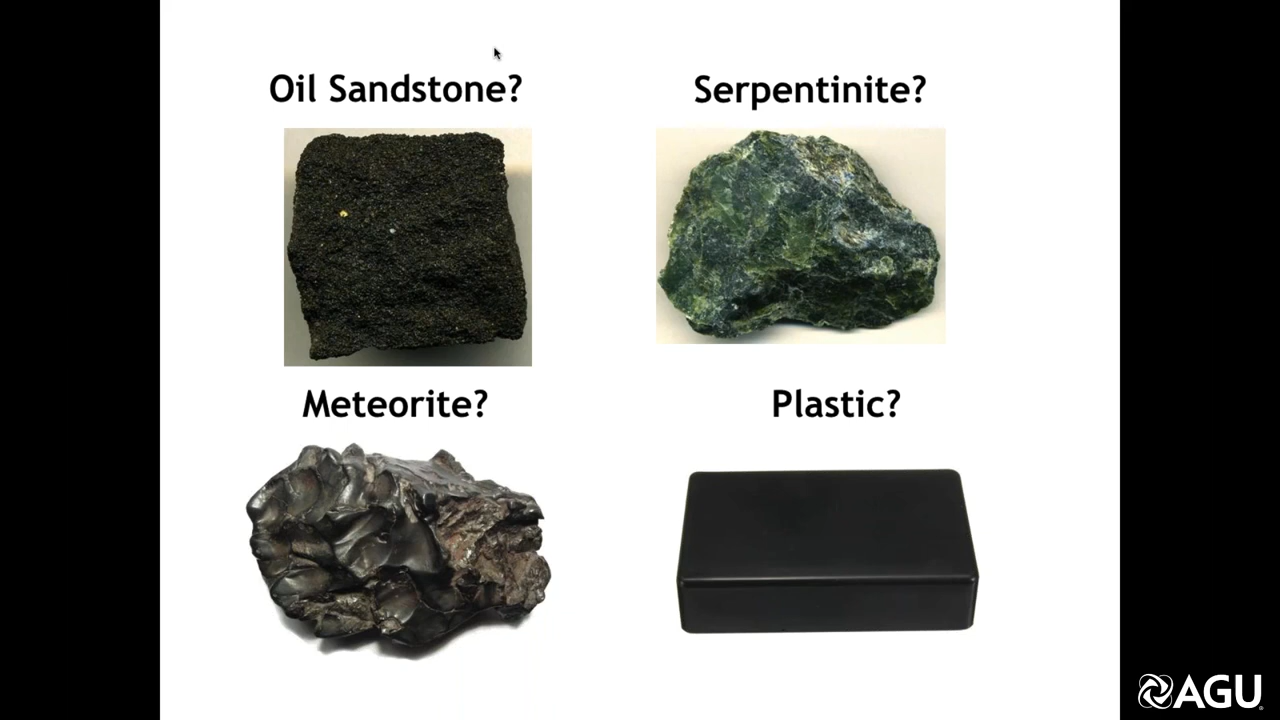 Oil Sandstone?
Serpentinite?
Meteorite?
Plastic?
AGU